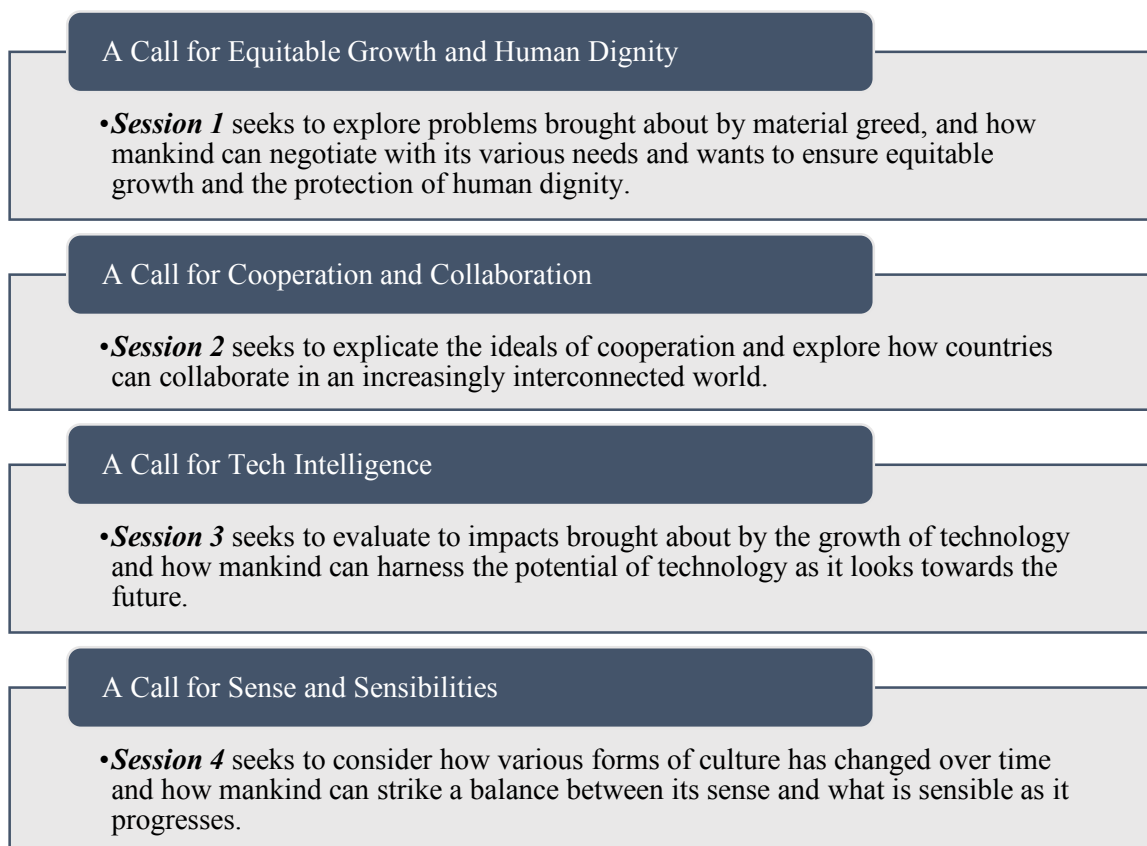 A Call for Equitable Growth and Human Dignity
•Session 1 seeks to explore problems brought about by material greed, and how
mankind can negotiate with its various needs and wants to ensure equitable
growth and the protection of human dignity.
A Call for Cooperation and Collaboration
•Session 2 seeks to explicate the ideals of cooperation and explore how countries
can collaborate in an increasingly interconnected world.
A Call for Tech Intelligence
•Session 3 seeks to evaluate to impacts brought about by the growth of technology
and how mankind can harness the potential of technology as it looks towards the
future.
A Call for Sense and Sensibilities
•Session 4 seeks to consider how various forms of culture has changed over time
and how mankind can strike a balance between its sense and what is sensible as it
progresses.